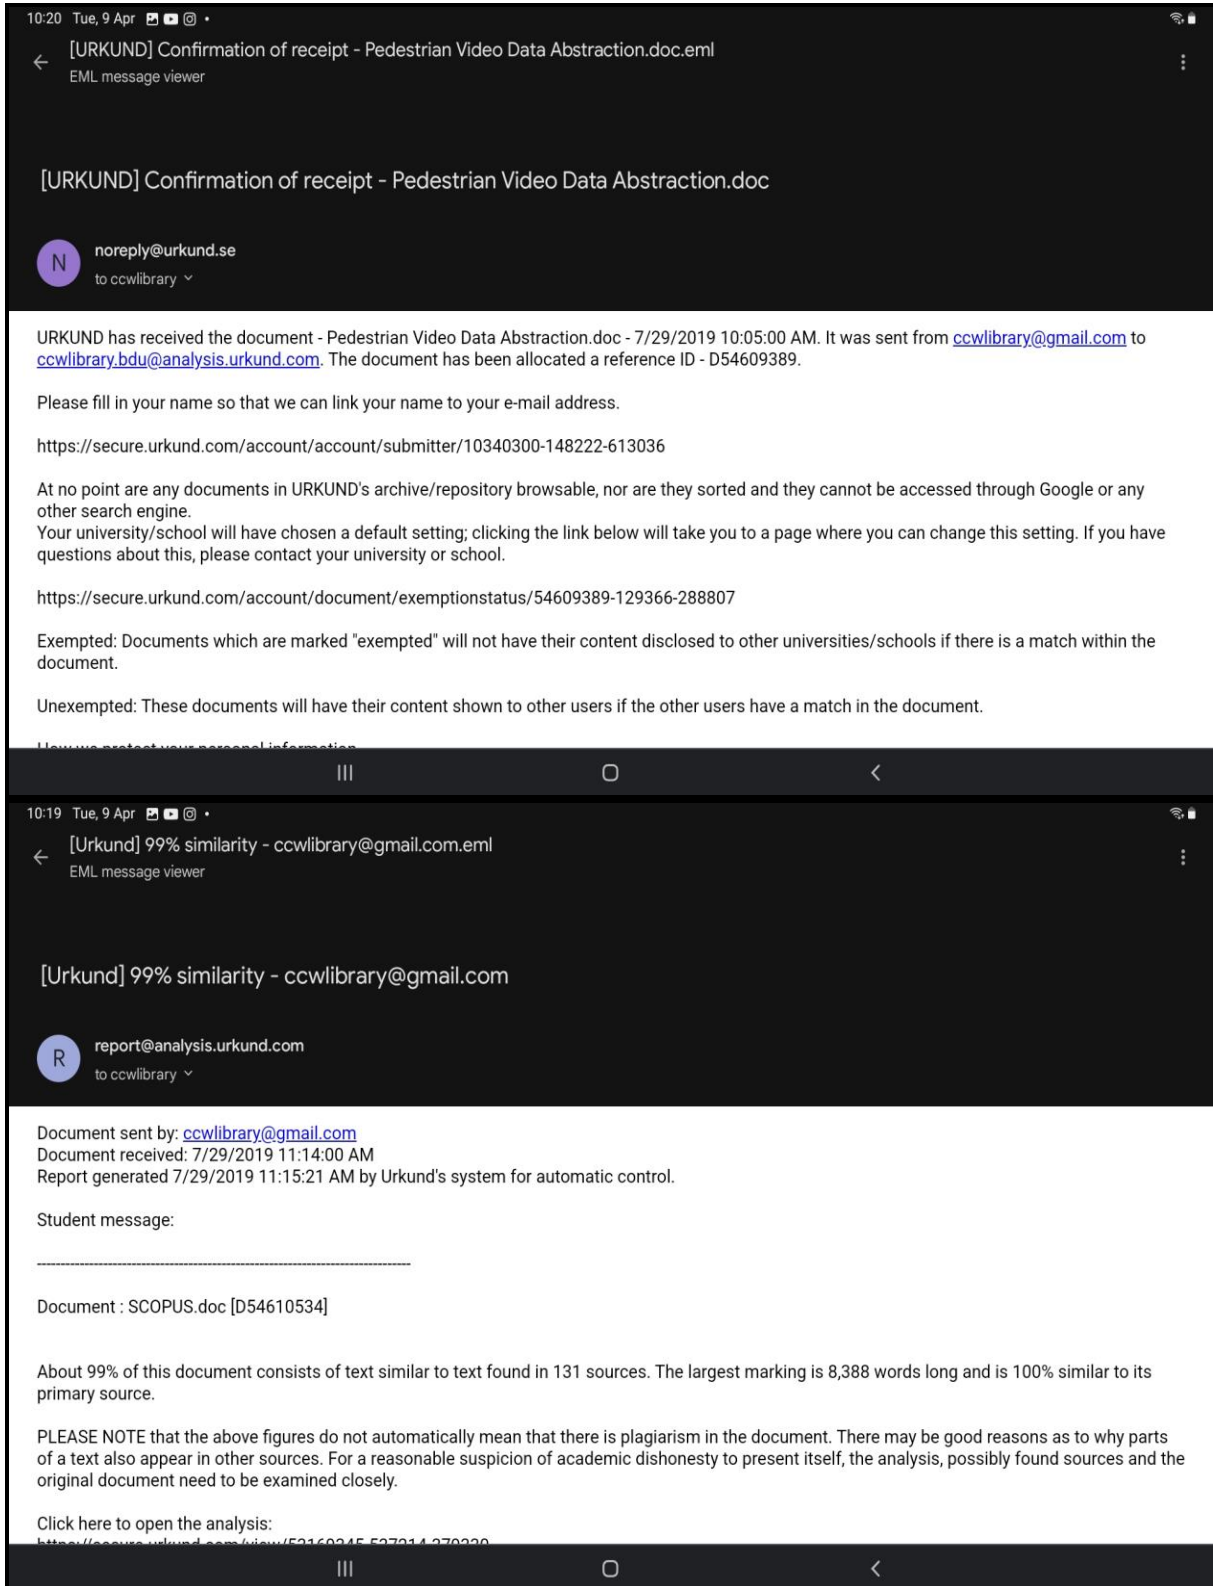 10:20 Tue, 9 Apr
[URKUND] Confirmation of receipt - Pedestrian Video Data Abstraction.doc.eml
EML message viewer
[URKUND] Confirmation of receipt - Pedestrian Video Data Abstraction.doc
N
noreply@urkund.se
to ccwlibrary
URKUND has received the document - Pedestrian Video Data Abstraction.doc - 7/29/2019 10:05:00 AM. It was sent from ccwlibrary@gmail.com to
ccwlibrary.bdu@analysis.urkund.com. The document has been allocated a reference ID - D54609389.
Please fill in your name so that we can link your name to your e-mail address.
https://secure.urkund.com/account/account/submitter/10340300-148222-613036
At no point are any documents in URKUND's archive/repository browsable, nor are they sorted and they cannot be accessed through Google or any
other search engine.
Your university/school will have chosen a default setting; clicking the link below will take you to a page where you can change this setting. If you have
questions about this, please contact your university or school.
https://secure.urkund.com/account/document/exemptionstatus/54609389-129366-288807
Exempted: Documents which are marked "exempted" will not have their content disclosed to other universities/schools if there is a match within the
document.
Unexempted: These documents will have their content shown to other users if the other users have a match in the document.
How we protect your personal information
10:19 Tue, 9 Apr
[Urkund] 99% similarity - ccwlibrary@gmail.com.eml
EML message viewer
[Urkund] 99% similarity - ccwlibrary@gmail.com
R
report@analysis.urkund.com
to ccwlibrary
Document sent by: ccwlibrary@gmail.com
Document received: 7/29/2019 11:14:00 AM
Report generated 7/29/2019 11:15:21 AM by Urkund's system for automatic control.
Student message:
--------------------------------------------------------------------------------
Document : SCOPUS.doc [D54610534]
About 99% of this document consists of text similar to text found in 131 sources. The largest marking is 8,388 words long and is 100% similar to its
primary source.
PLEASE NOTE that the above figures do not automatically mean that there is plagiarism in the document. There may be good reasons as to why parts
of a text also appear in other sources. For a reasonable suspicion of academic dishonesty to present itself, the analysis, possibly found sources and the
original document need to be examined closely.
Click here to open the analysis: